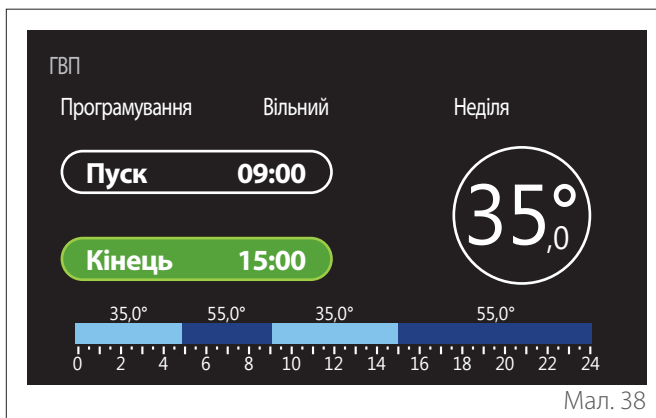 ГВП
Програмування Вільний Неділя
Пуск 09:00
35,0°
Кінець 15:00
35,0° 55,0° 35,0° 55,0°
0 2 4 6 8 10 12 14 16 18 20 22 24
Мал. 38